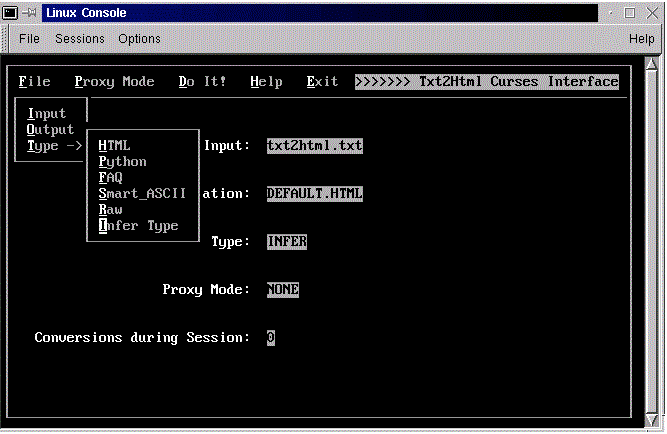 Linux Console
File Sessions Options Help
File Proxy Mode Do It! Help Exit >>>>>>> Txt2Html Curses Interface
Input
Output
Type ->
HTML
Python
FAQ
Smart_ASCII
Raw
Infer Type
Input: txt2html.txt
ation: DEFAULT.HTML
Type: INFER
Proxy Mode: NONE
Conversions during Session: 0